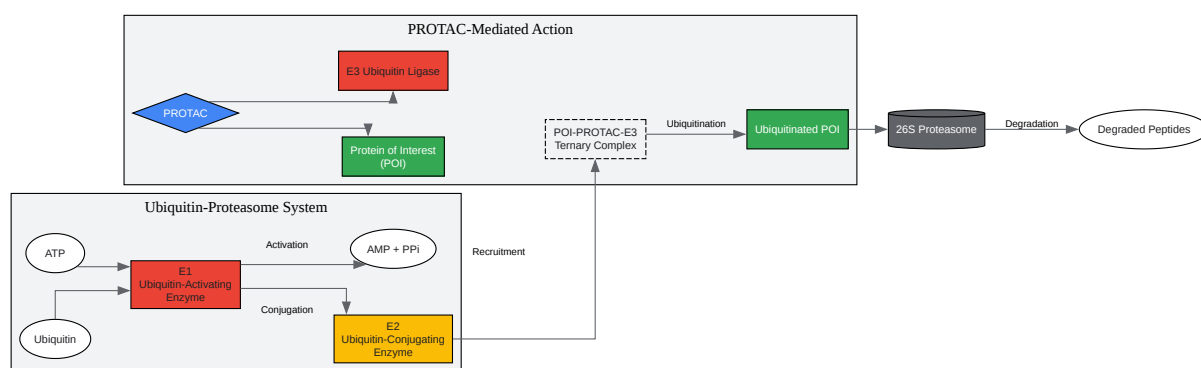 PROTAC-Mediated Action
E3 Ubiquitin Ligase
PROTAC
Protein of Interest
(POI)
POI-PROTAC-E3
Ternary Complex
Ubiquitination
Ubiquitinated POI
26S Proteasome
Degradation
Degraded Peptides
Ubiquitin-Proteasome System
ATP
Activation
AMP + PPi
Recruitment
E1
Ubiquitin-Activating
Enzyme
Conjugation
Ubiquitin
E2
Ubiquitin-Conjugating
Enzyme